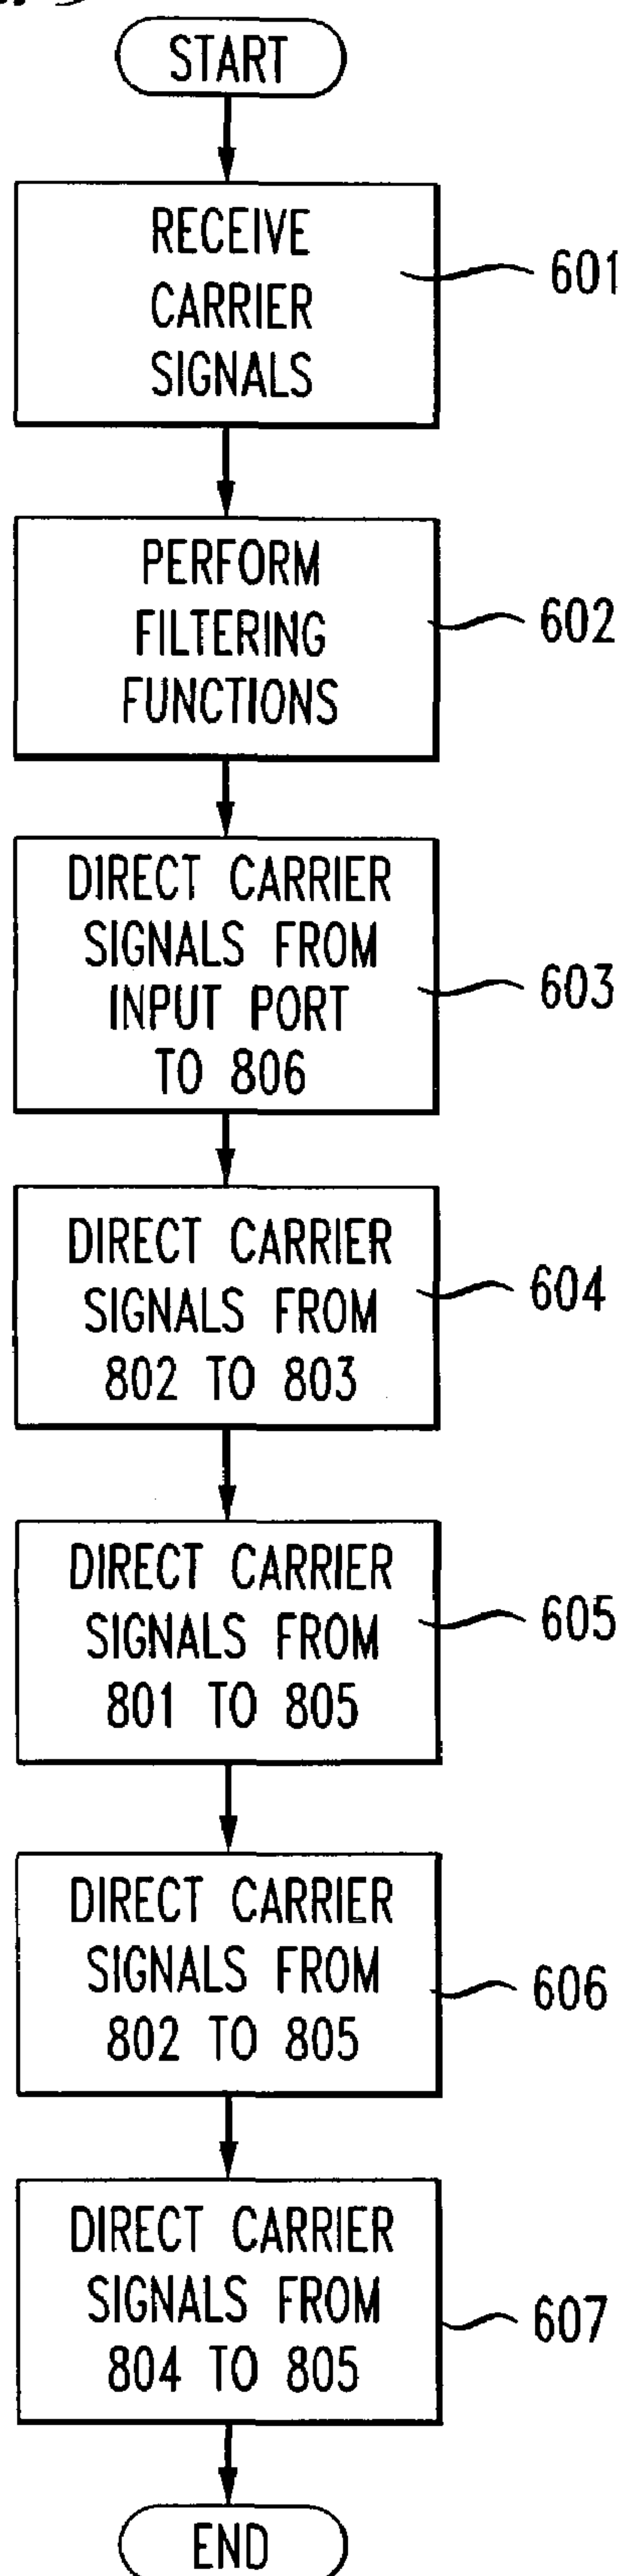 START
RECEIVE
CARRIER
SIGNALS
601
PERFORM
FILTERING
FUNCTIONS
602
DIRECT CARRIER
SIGNALS FROM
INPUT PORT
TO 806
603
DIRECT CARRIER
SIGNALS FROM
802 TO 803
604
DIRECT CARRIER
SIGNALS FROM
801 TO 805
605
DIRECT CARRIER
SIGNALS FROM
802 TO 805
606
DIRECT CARRIER
SIGNALS FROM
804 TO 805
607
END